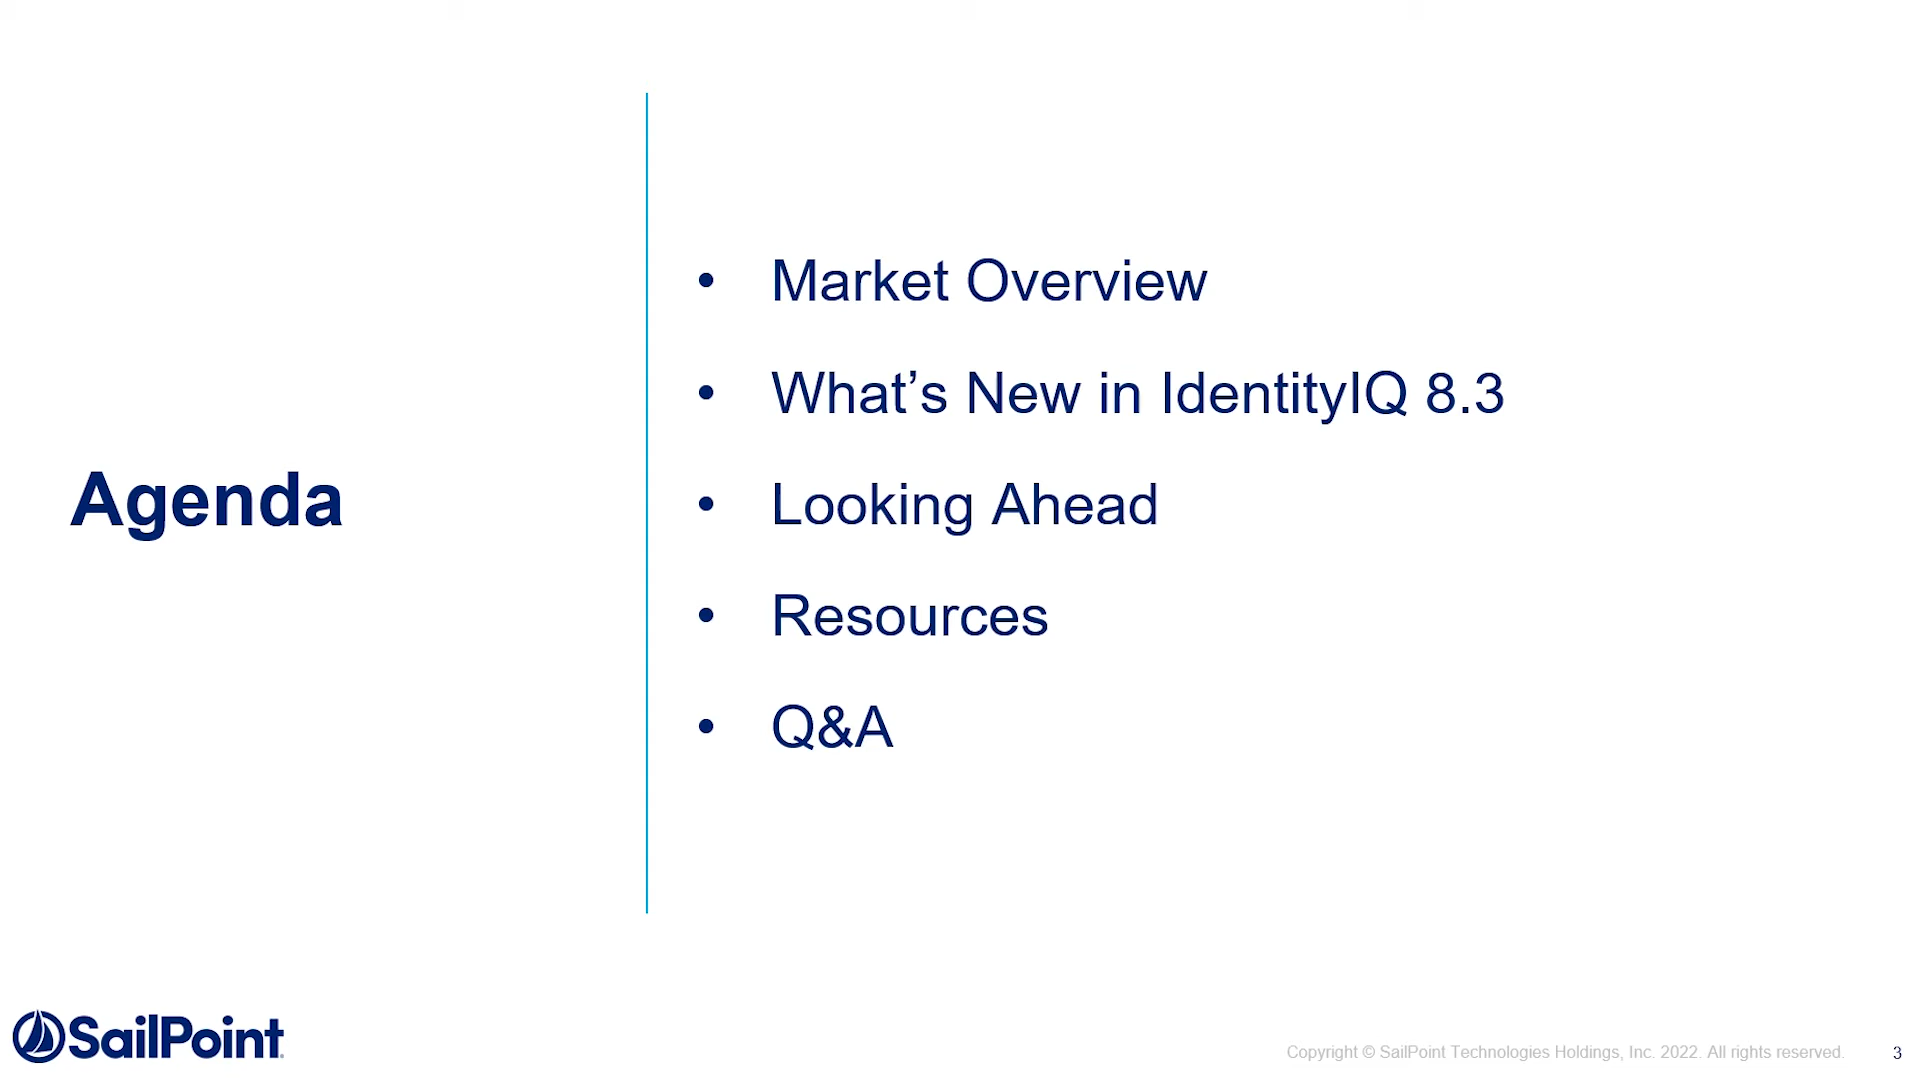 Agenda
• Market Overview
• What’s New in IdentityIQ 8.3
• Looking Ahead
• Resources
• Q&A
SailPoint
Copyright © SailPoint Technologies Holdings, Inc. 2022. All rights reserved.
3